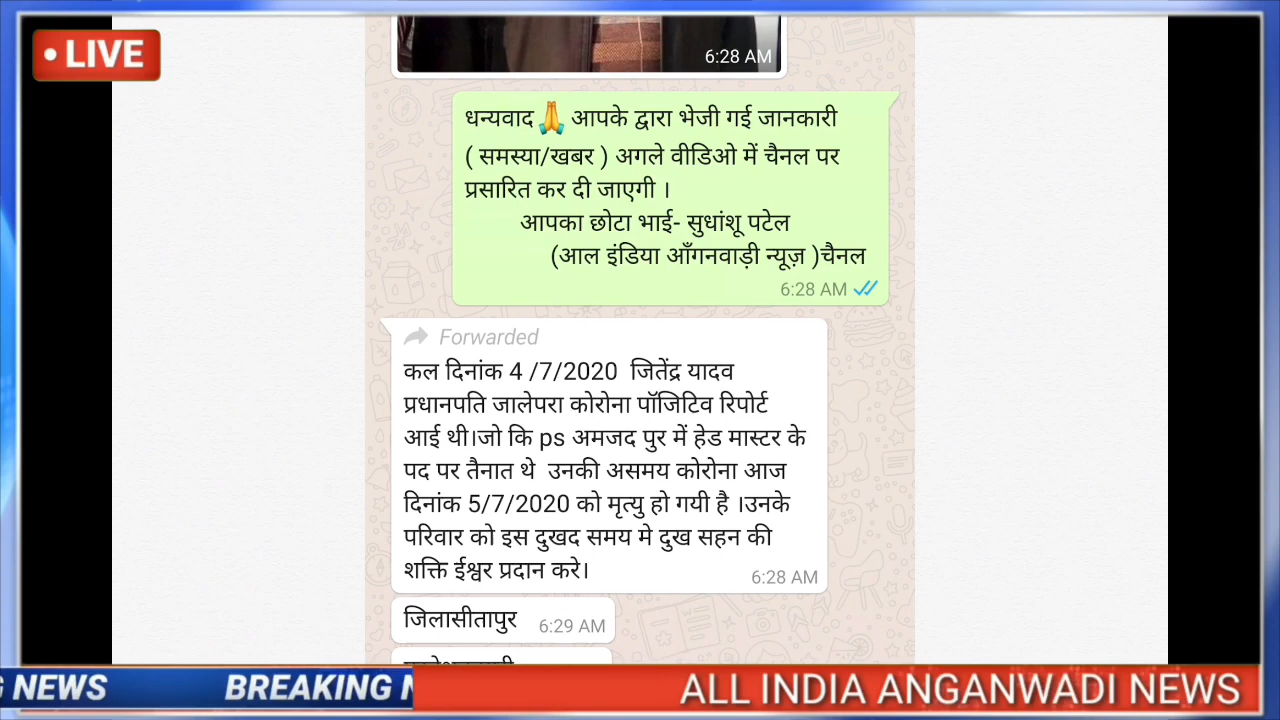 • LIVE
6:28 AM
धन्यवाद🙏आपके द्वारा भेजी गई जानकारी
( समस्या/खबर ) अगले वीडिओ में चैनल पर
प्रसारित कर दी जाएगी ।
आपका छोटा भाई- सुधांशू पटेल
(आल इंडिया आँगनवाड़ी न्यूज़ )चैनल
6:28 AM
Forwarded
कल दिनांक 4 /7/2020 जितेंद्र यादव
प्रधानपति जालेपरा कोरोना पॉजिटिव रिपोर्ट
आई थी।जो कि ps अमजद पुर में हेड मास्टर के
पद पर तैनात थे उनकी असमय कोरोना आज
दिनांक 5/7/2020 को मृत्यु हो गयी है ।उनके
परिवार को इस दुखद समय मे दुख सहन की
शक्ति ईश्वर प्रदान करे।
6:28 AM
जिलासीतापुर 6:29 AM
NEWS BREAKING ALL INDIA ANGANWADI NEWS